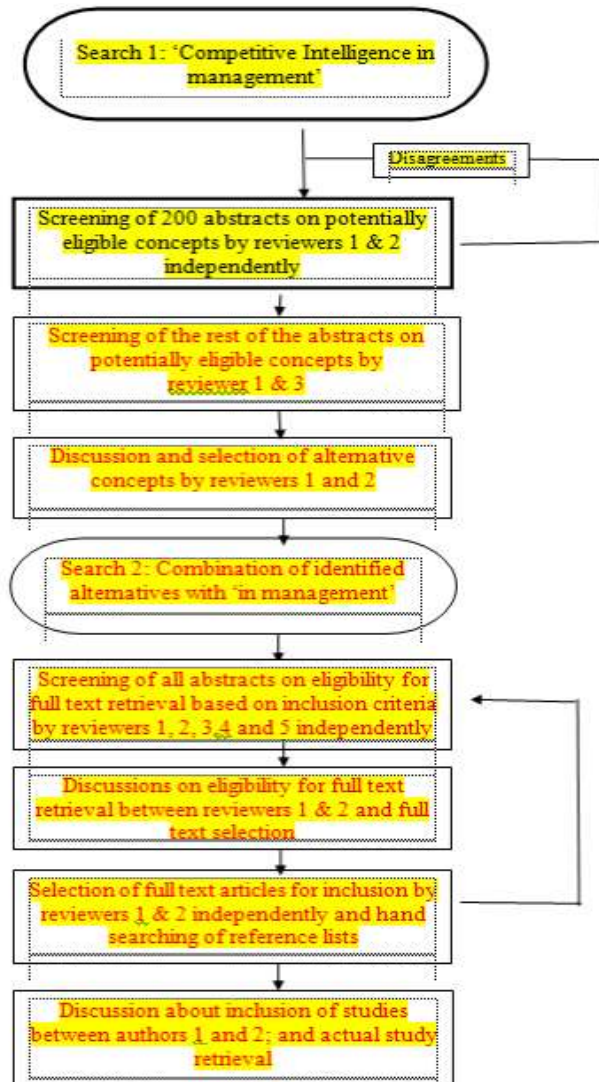 Search 1: ‘Competitive Intelligence in
management’
Disagreements
Screening of 200 abstracts on potentially
eligible concepts by reviewers 1 & 2
independently
Screening of the rest of the abstracts on
potentially eligible concepts by
reviewer 1 & 3
Discussion and selection of alternative
concepts by reviewers 1 and 2
Search 2: Combination of identified
alternatives with ‘in management’
Screening of all abstracts on eligibility for
full text retrieval based on inclusion criteria
by reviewers 1, 2, 3,4 and 5 independently
Discussions on eligibility for full text
retrieval between reviewers 1 & 2 and full
text selection
Selection of full text articles for inclusion by
reviewers 1 & 2 independently and hand
searching of reference lists
Discussion about inclusion of studies
between authors 1 and 2; and actual study
retrieval